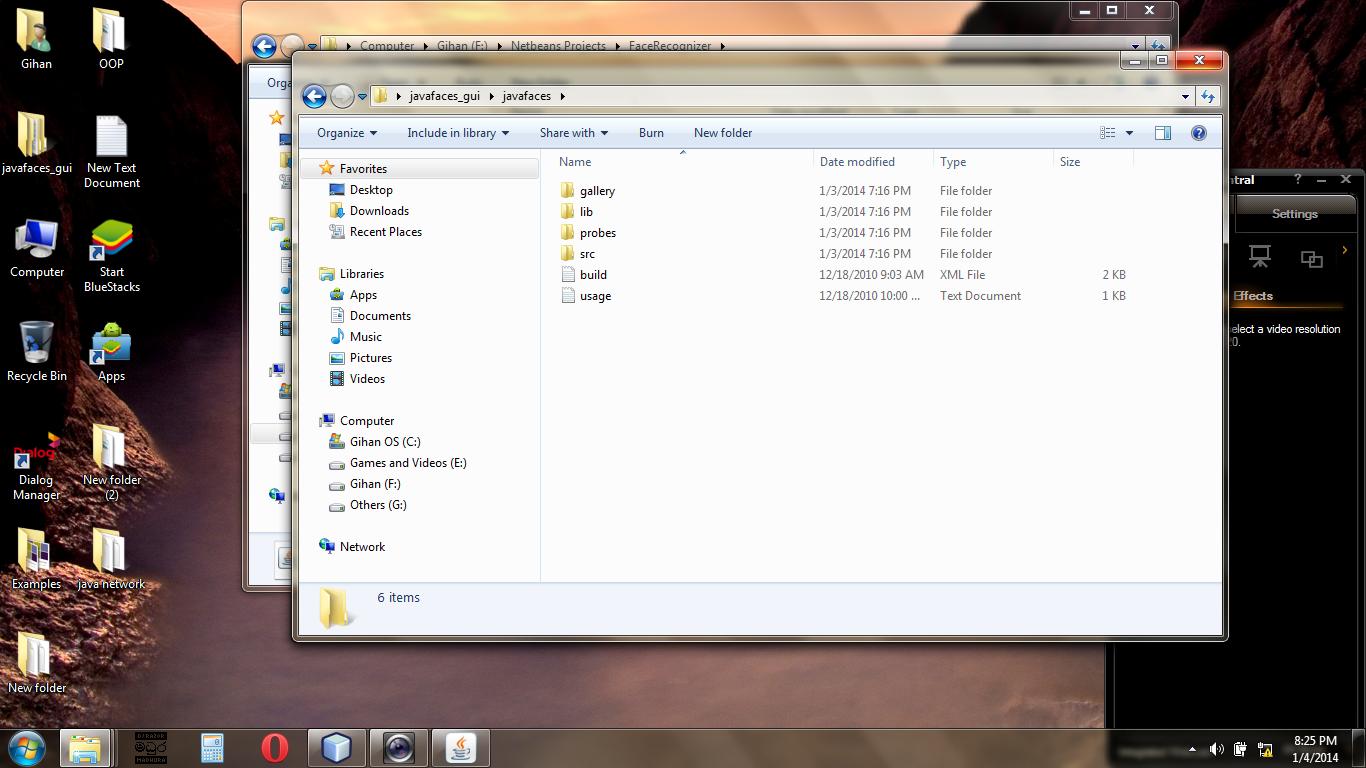 Gihan
OOP
javafaces_gui
New Text Document
Computer
Start BlueStacks
Recycle Bin
Apps
Dialog
Dialog Manager
New folder (2)
Examples
java network
New folder
Computer Gihan (F:) Netbeans Projects FaceRecognizer
javafaces_gui javafaces
Organize Include in library Share with Burn New folder
Name Date modified Type Size
gallery 1/3/2014 7:16 PM File folder
lib 1/3/2014 7:16 PM File folder
probes 1/3/2014 7:16 PM File folder
src 1/3/2014 7:16 PM File folder
build 12/18/2010 9:03 AM XML File 2 KB
usage 12/18/2010 10:00 ... Text Document 1 KB
Favorites
Desktop
Downloads
Recent Places
Libraries
Apps
Documents
Music
Pictures
Videos
Computer
Gihan OS (C:)
Games and Videos (E:)
Gihan (F:)
Others (G:)
Network
6 items
ntral
Settings
Effects
elect a video resolution
20.
මධුර
MADHURA
8:25 PM
1/4/2014